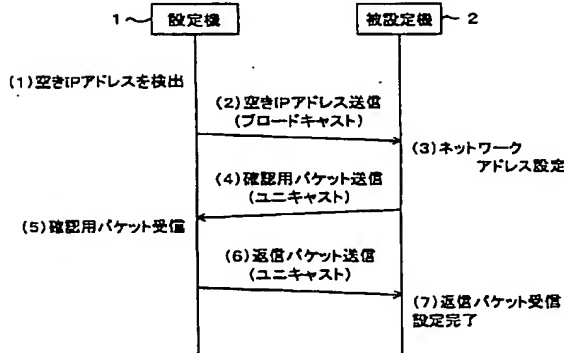 1 設定機
被設定機 2
(1)空きIPアドレスを検出
(2)空きIPアドレス送信
(ブロードキャスト)
(3)ネットワーク
アドレス設定
(4)確認用パケット送信
(ユニキャスト)
(5)確認用パケット受信
(6)返信パケット送信
(ユニキャスト)
(7)返信パケット受信
設定完了